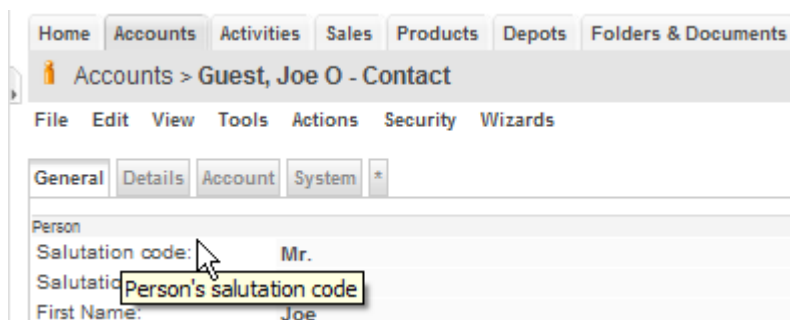 Home Accounts Activities Sales Products Depots Folders & Documents
Accounts > Guest, Joe O - Contact
File Edit View Tools Actions Security Wizards
General Details Account System *
Person
Salutation code: Mr.
Person's salutation code
First Name: Joe